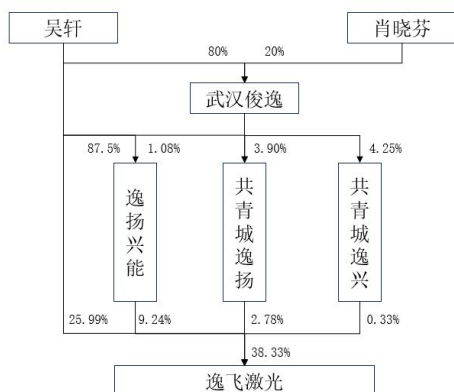 吴轩
肖晓芬
80%
20%
武汉俊逸
87.5%
1.08%
3.90%
4.25%
逸扬兴能
共青城逸扬
共青城逸兴
25.99%
9.24%
2.78%
0.33%
38.33%
逸飞激光